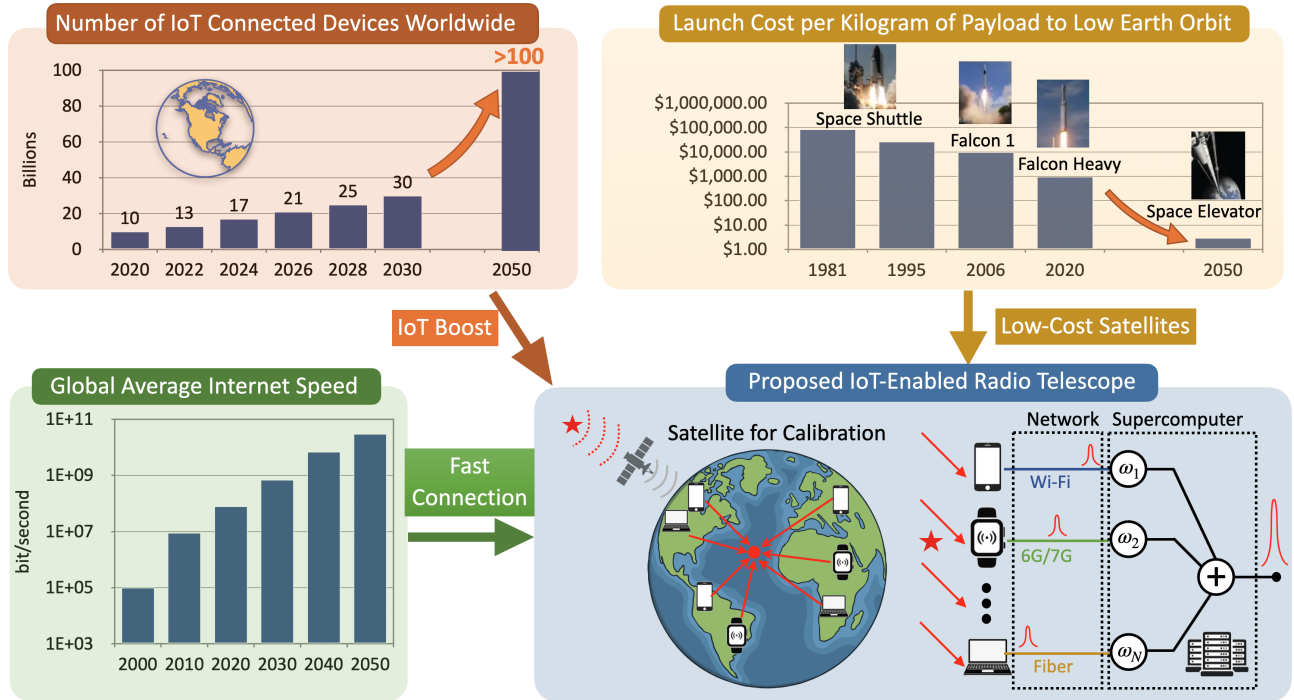 Number of IoT Connected Devices Worldwide
>100
Billions
100
80
60
40
20
0
10
13
17
21
25
30
2020
2022
2024
2026
2028
2030
2050
Launch Cost per Kilogram of Payload to Low Earth Orbit
$1,000,000.00
$100,000.00
$10,000.00
$1,000.00
$100.00
$10.00
$1.00
Space Shuttle
Falcon 1
Falcon Heavy
Space Elevator
1981
1995
2006
2020
2050
IoT Boost
Low-Cost Satellites
Global Average Internet Speed
bit/second
1E+11
1E+09
1E+07
1E+05
1E+03
2000
2010
2020
2030
2040
2050
Fast
Connection
Proposed IoT-Enabled Radio Telescope
Satellite for Calibration
Network
Supercomputer
Wi-Fi
ω1
6G/7G
ω2
+
Fiber
ωN